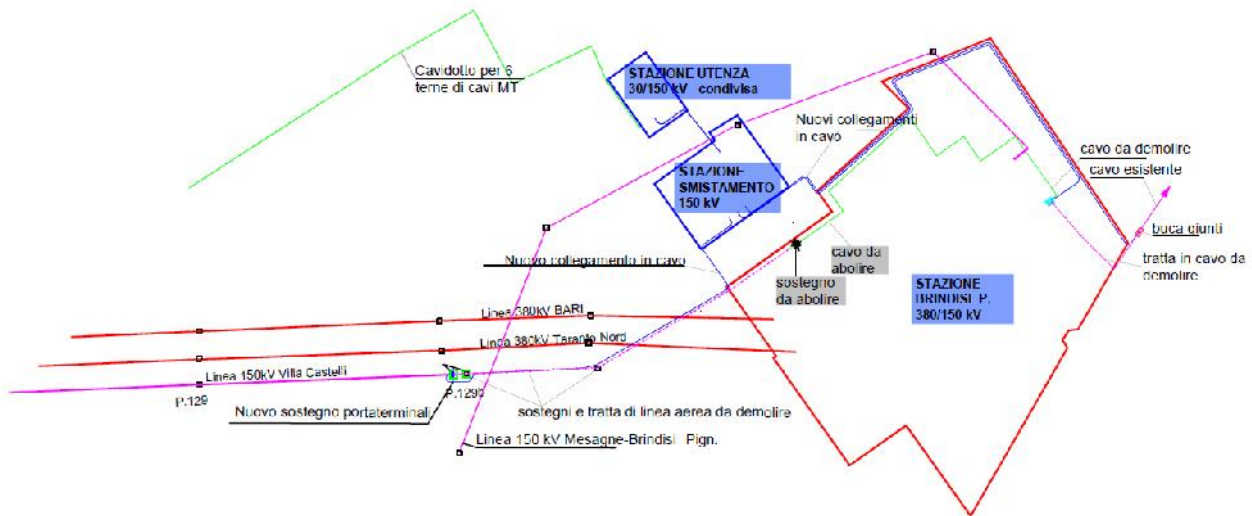 Cavidotto per 6
terne di cavi MT
STAZIONE UTENZA
30/150 kV condivisa
Nuovi collegamenti
in cavo
STAZIONE
SMISTAMENTO
150 kV
cavo da demolire
cavo esistente
buca giunti
tratta in cavo da
demolire
cavo da
abolire
Nuovo collegamento in cavo
sostegno
da abolire
STAZIONE
BRINDISI P.
380/150 kV
Linea 380kV BARI
Linea 380kV Taranto Nord
Linea 150kV Villa Castelli
P.129
P.129b
Nuovo sostegno portaterminali
sostegni e tratta di linea aerea da demolire
Linea 150 kV Mesagne-Brindisi Pign.